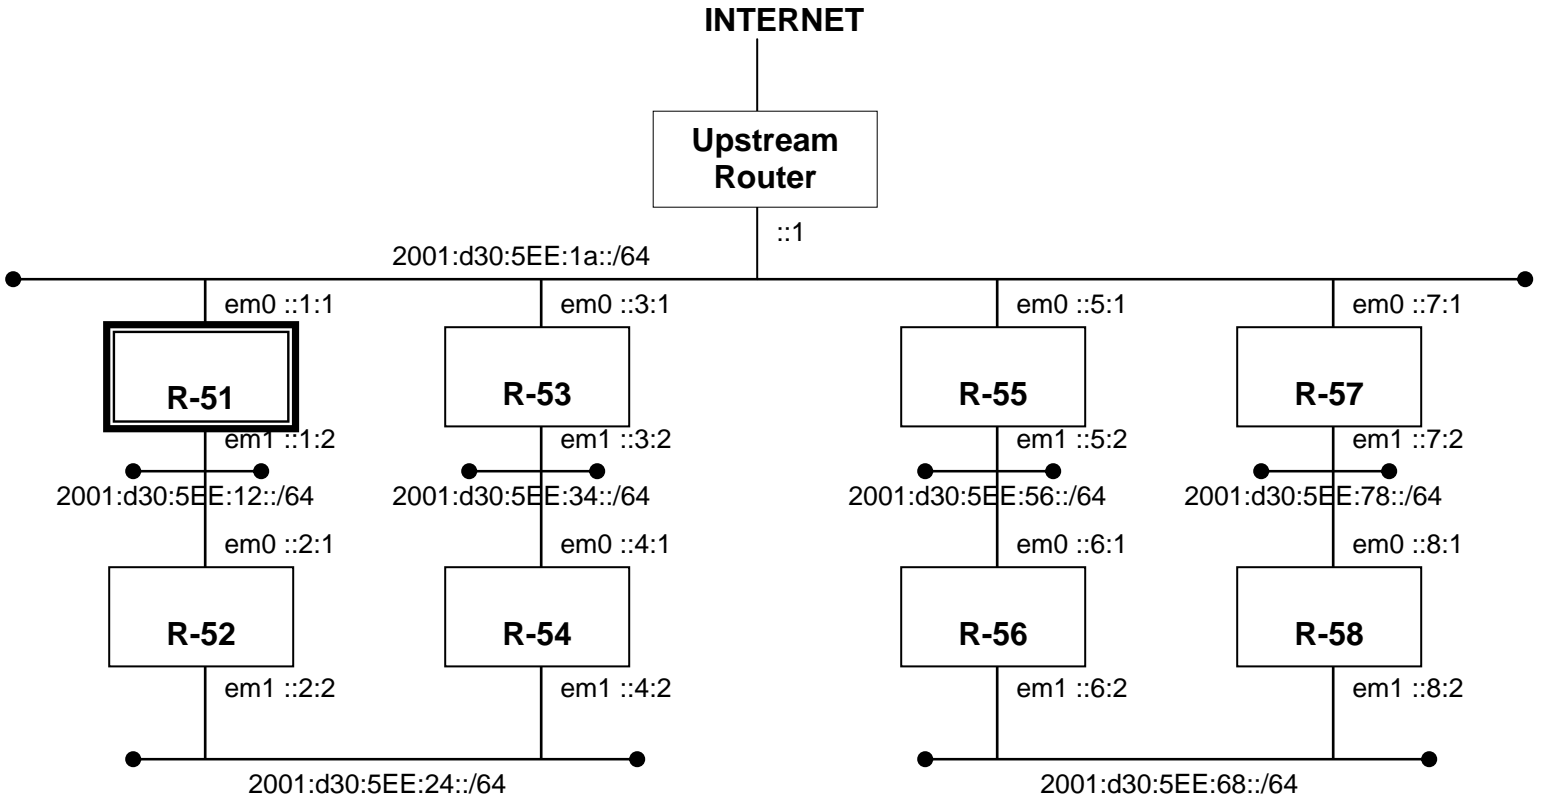 INTERNET
Upstream
Router
::1
2001:d30:5EE:1a::/64
em0 ::1:1
em0 ::3:1
em0 ::5:1
em0 ::7:1
R-51
R-53
R-55
R-57
em1 ::1:2
em1 ::3:2
em1 ::5:2
em1 ::7:2
2001:d30:5EE:12::/64
2001:d30:5EE:34::/64
2001:d30:5EE:56::/64
2001:d30:5EE:78::/64
em0 ::2:1
em0 ::4:1
em0 ::6:1
em0 ::8:1
R-52
R-54
R-56
R-58
em1 ::2:2
em1 ::4:2
em1 ::6:2
em1 ::8:2
2001:d30:5EE:24::/64
2001:d30:5EE:68::/64